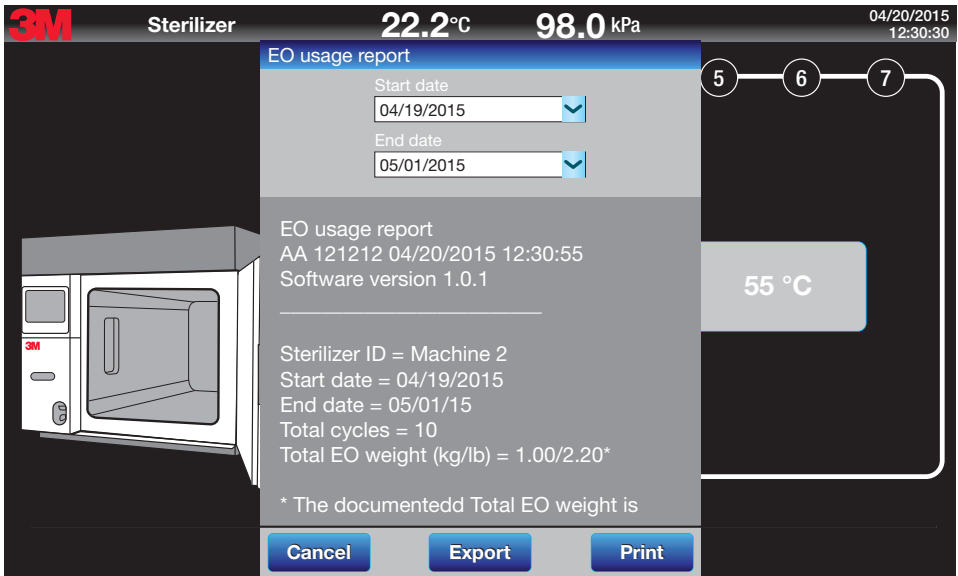 3M Sterilizer 22.2°C 98.0 kPa 04/20/2015
12:30:30
EO usage report
5 6 7
Start date
04/19/2015
End date
05/01/2015
EO usage report
AA 121212 04/20/2015 12:30:55
Software version 1.0.1
55 °C
3M
Sterilizer ID = Machine 2
Start date = 04/19/2015
End date = 05/01/15
Total cycles = 10
Total EO weight (kg/lb) = 1.00/2.20*
* The documentedd Total EO weight is
Cancel Export Print